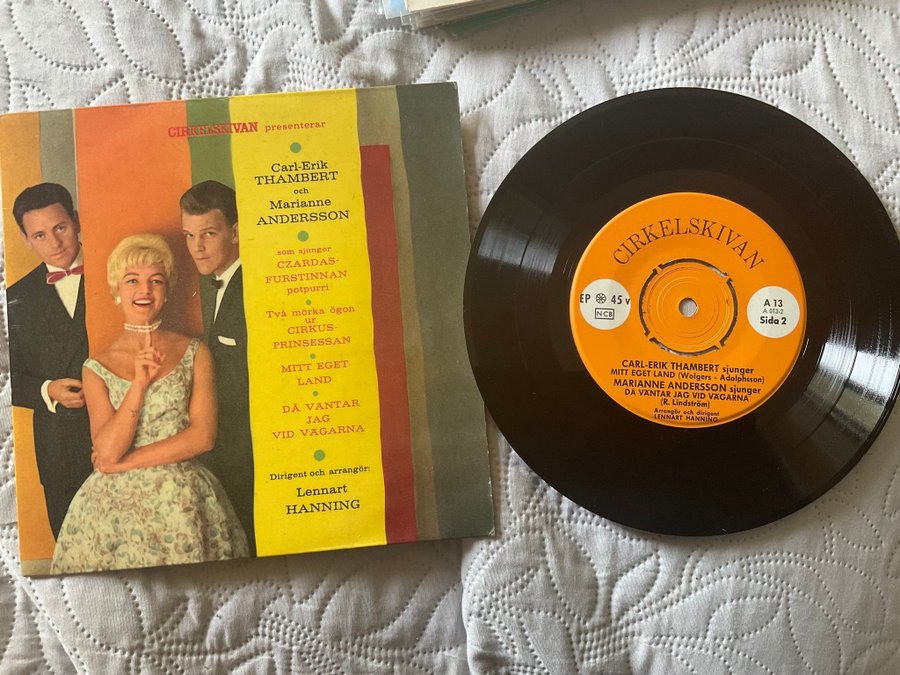 CIRKELSKIVAN presenterar
Carl-Erik
THAMBERT
och
Marianne
ANDERSSON
som sjunger
CZARDAS-
FURSTINNAN
potpurri
Två mörka ögon
ur
CIRKUS-
PRINSESSAN
MITT EGET
LAND
DÅ VÄNTAR
JAG
VID VÄGARNA
Dirigent och arrangör:
Lennart
HANNING
CIRKELSKIVAN
EP 45 v
NCB
A 13
A 013-2
Sida 2
CARL-ERIK THAMBERT sjunger
MITT EGET LAND (Wolgers - Adolphsson)
MARIANNE ANDERSSON sjunger
DÅ VÄNTAR JAG VID VÄGARNA
(R. Lindström)
Arrangör och dirigent
LENNART HANNING